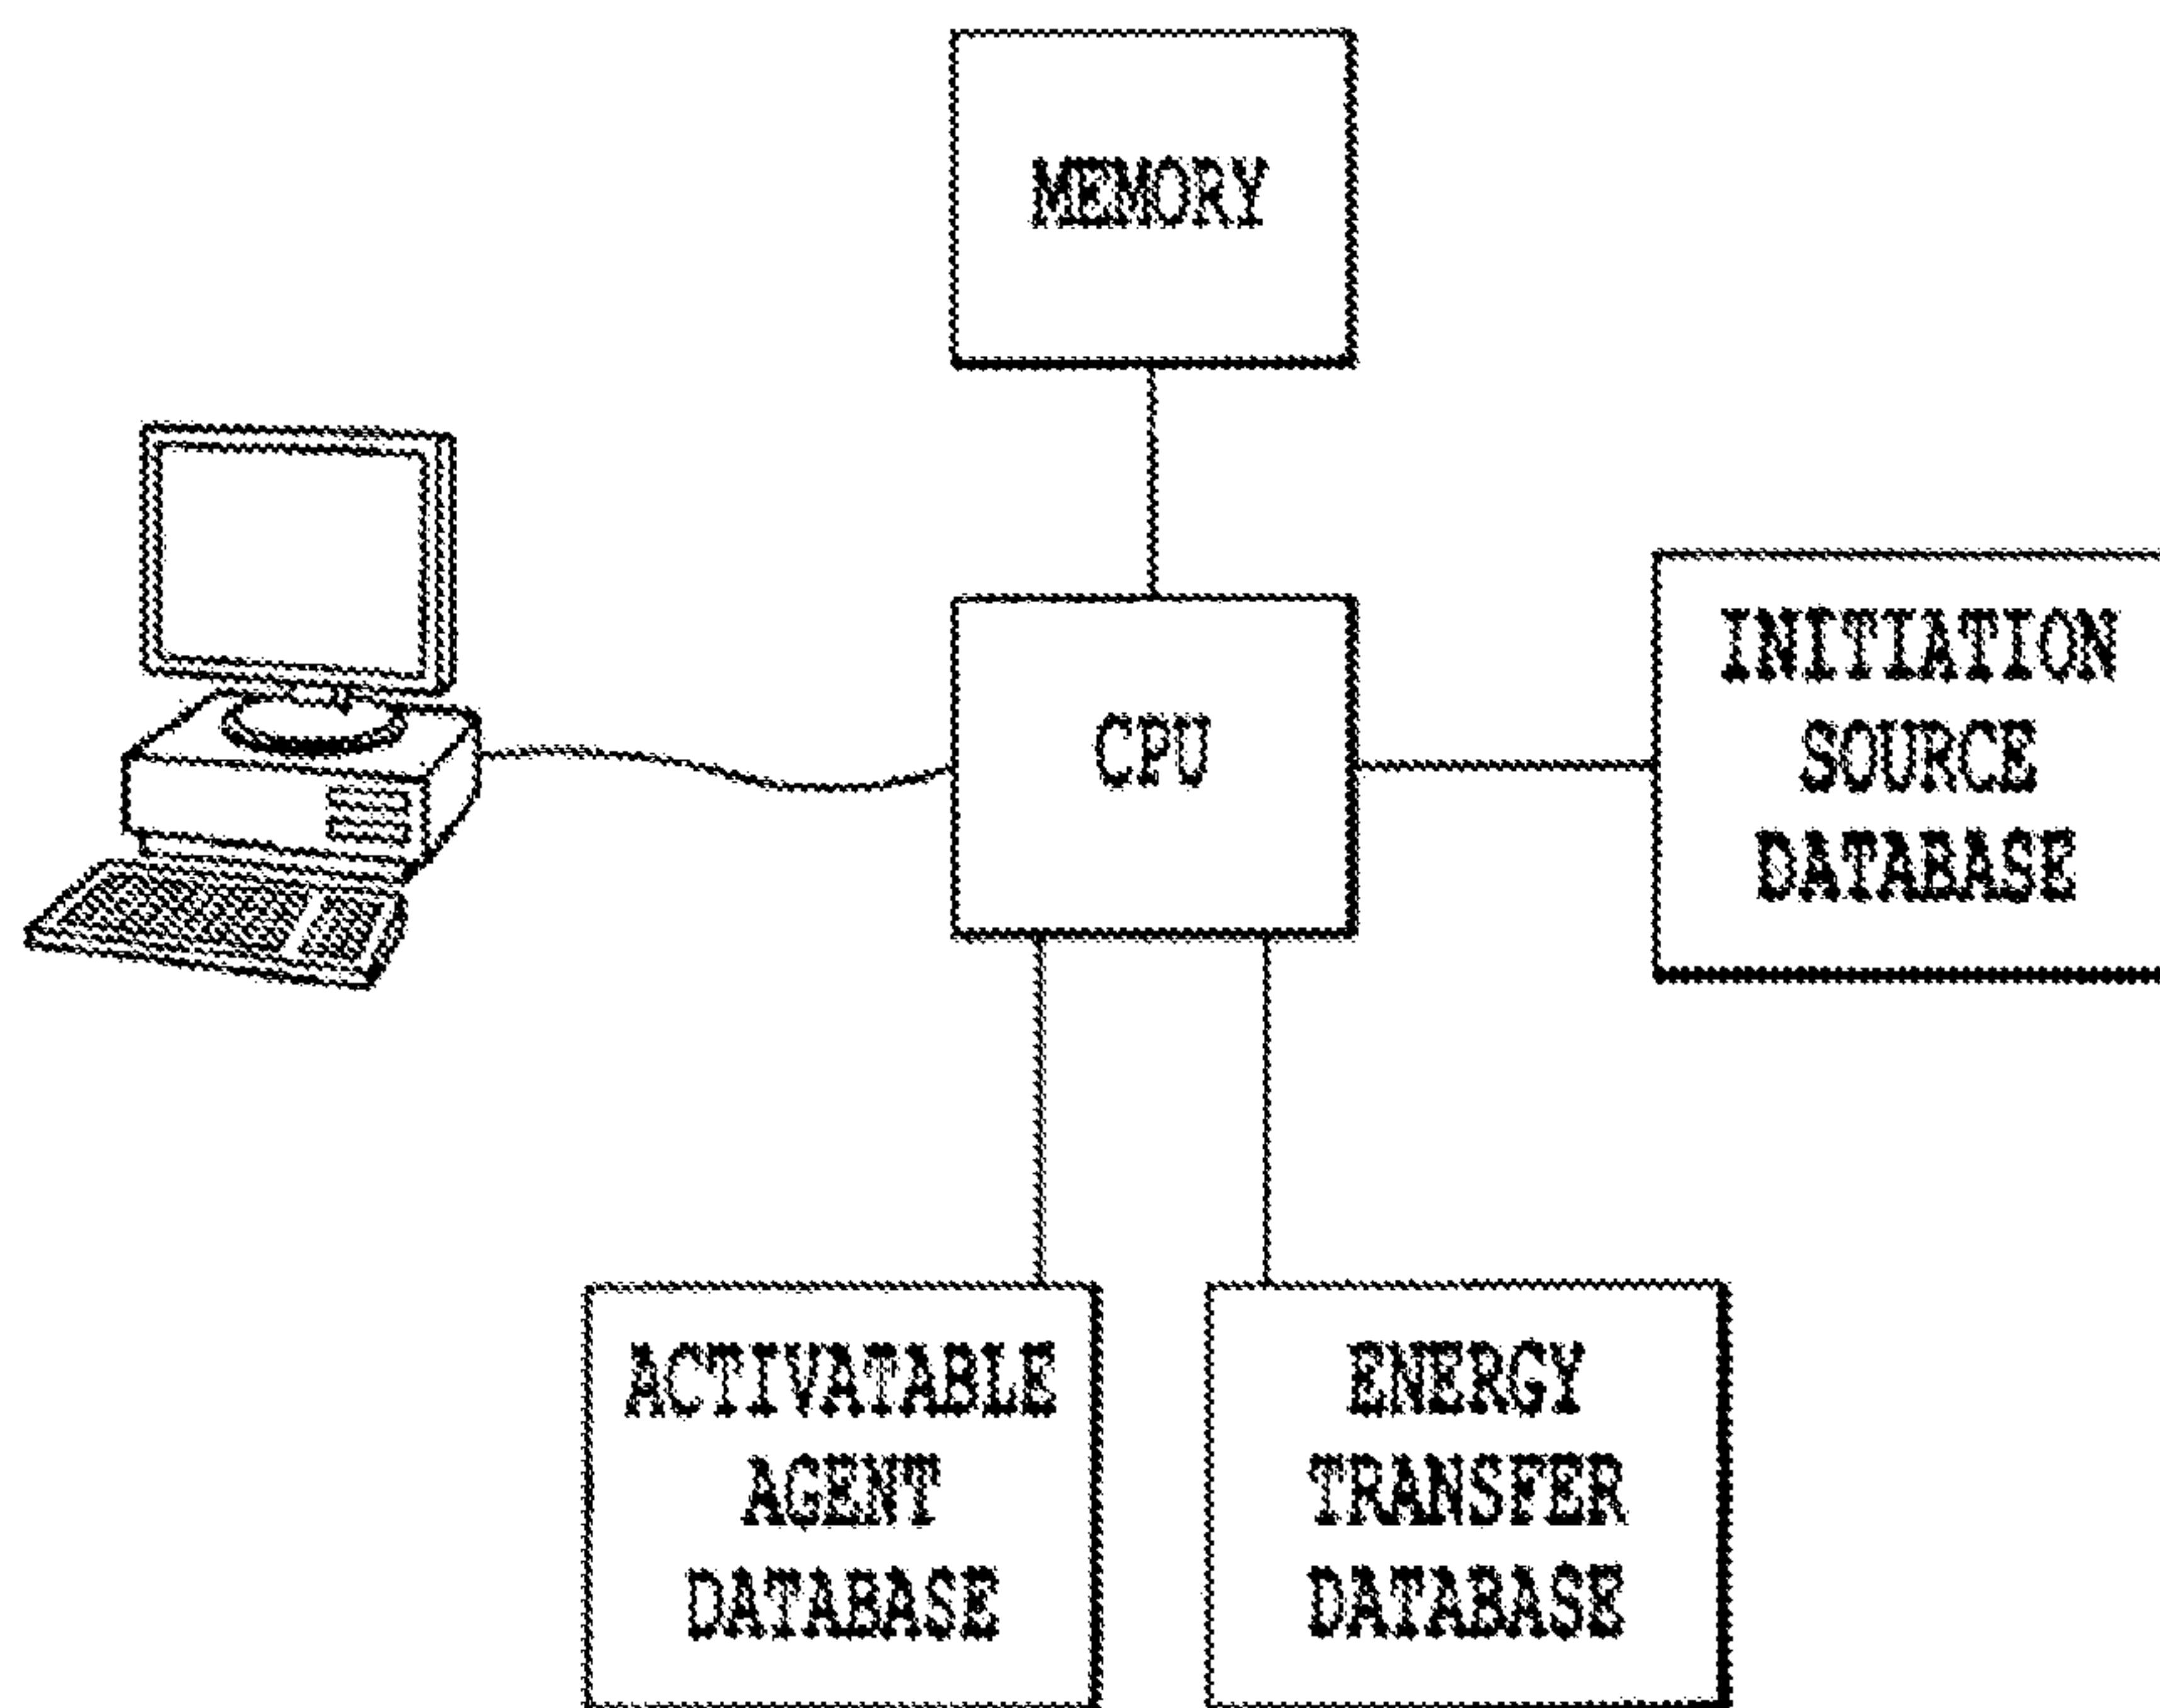 MEMORY
CPU
INITIATION
SOURCE
DATABASE
ACTIVATABLE
AGENT
DATABASE
ENERGY
TRANSFER
DATABASE